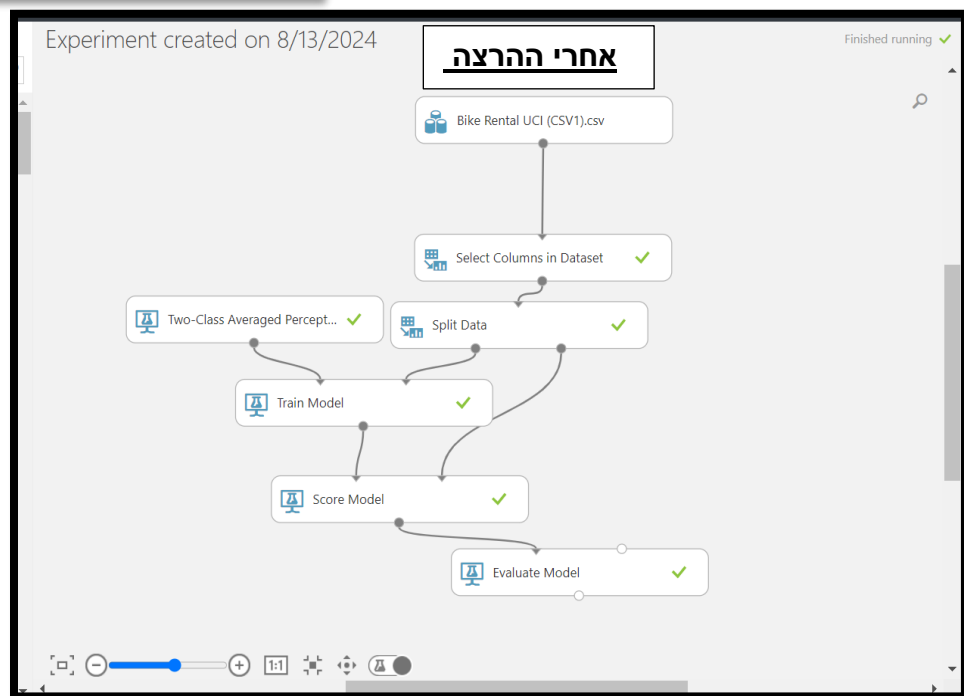 Experiment created on 8/13/2024
אחרי ההרצה
Finished running
Bike Rental UCI (CSV1).csv
Select Columns in Dataset
Two-Class Averaged Percept...
Split Data
Train Model
Score Model
Evaluate Model
1:1